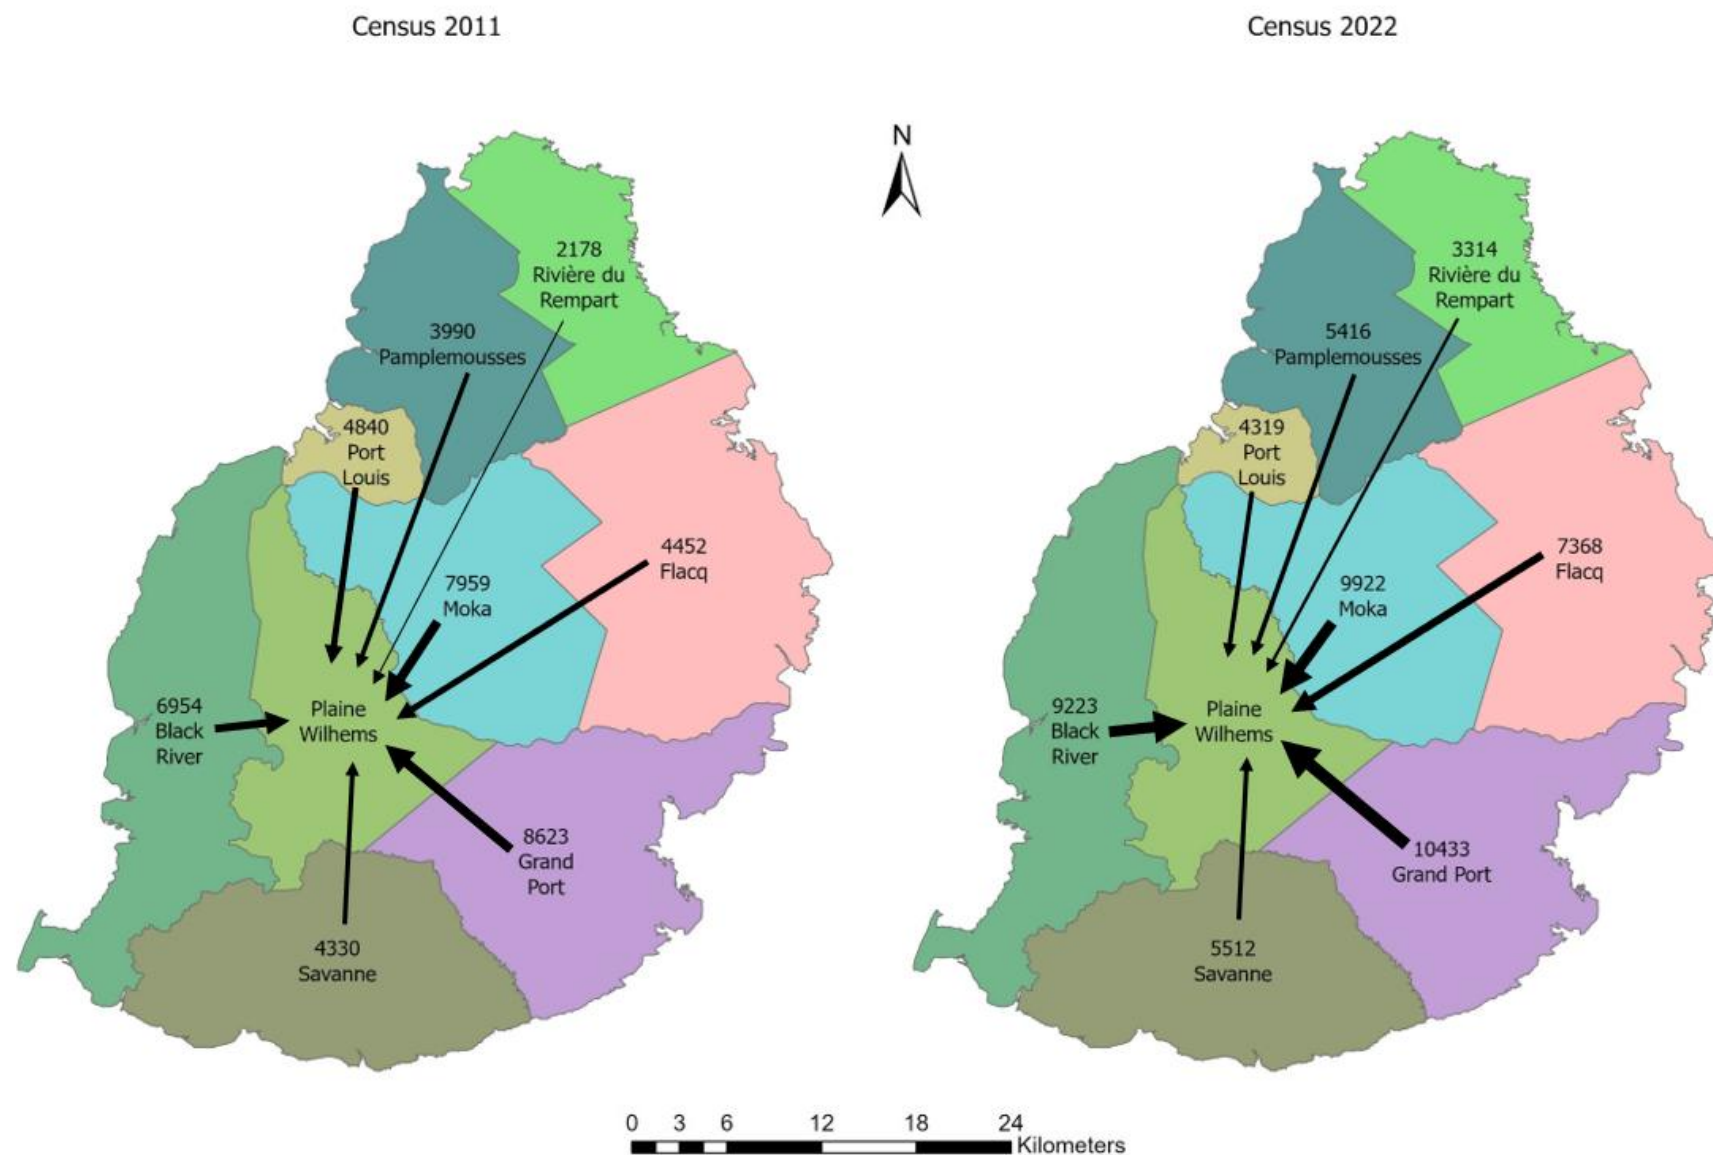 Census 2011
2178
Rivière du
Rempart
3990
Pamplemousses
4840
Port
Louis
4452
Flacq
7959
Moka
6954
Black
River
Plaine
Wilhems
8623
Grand
Port
4330
Savanne
Census 2022
N
3314
Rivière du
Rempart
5416
Pamplemousses
4319
Port
Louis
7368
Flacq
9922
Moka
9223
Black
River
Plaine
Wilhems
10433
Grand Port
5512
Savanne
0 3 6 12 18 24
Kilometers